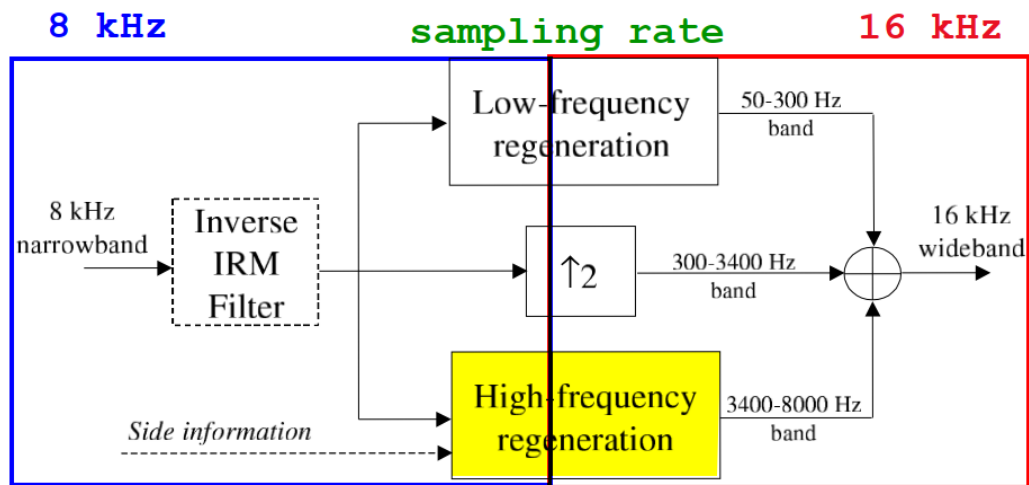 8 kHz
sampling rate
16 kHz
Low-frequency
regeneration
50-300 Hz
band
8 kHz
narrowband
Inverse
IRM
Filter
↑2
300-3400 Hz
band
16 kHz
wideband
High-frequency
regeneration
3400-8000 Hz
band
Side information